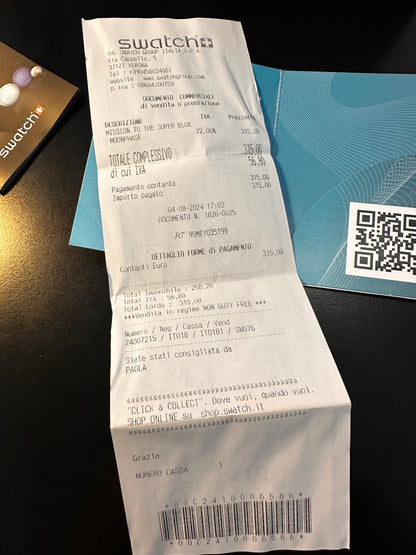 swatch
THE SWATCH GROUP ITALIA S.P.A.
Via Cappello, 5
37121 VERONA
Tel : +390450034003
website : www.swatchgroup.com
p.iva : 08604100159
DOCUMENTO COMMERCIALE
di vendita o prestazione
DESCRIZIONE IVA Prezzo(€)
MISSION TO THE SUPER BLUE 22.00% 315,00
MOONPHASE
TOTALE COMPLESSIVO 315,00
di cui IVA 56,80
Pagamento contante 315,00
Importo pagato 315,00
04-08-2024 17:03
DOCUMENTO N. 1826-0025
RT 99MEY035199
DETTAGLIO FORME di PAGAMENTO
Contanti Euro 315,00
Total Imponibile : 258,20
Total IVA : 56,80
Total Lordo : 315,00
***Vendita in regime NON DUTY FREE ***
Numero / Neg / Cassa / Vend
24007215 / ITO18 / ITO181 / SW076
Siete stati consigliata da
PAOLA
"CLICK & COLLECT". Dove vuoi, quando vuoi.
SHOP ONLINE su shop.swatch.it
Grazie
NUMERO CASSA 1
*00C2410006586*
*00C2410006586*
swatch